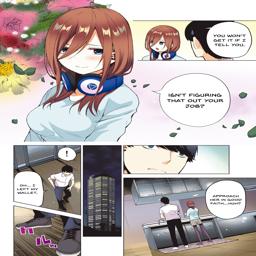 YOU WON'T
GET IT IF I
TELL YOU.
ISN'T FIGURING
THAT OUT YOUR
JOB?
!
OH... I
LEFT MY
WALLET.
APPROACH
HER IN GOOD
FAITH...HUH?